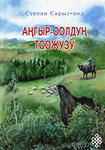 Степан Сарыг-оол
АҢГЫР-ООЛДУҢ
ТООЖУЗУ